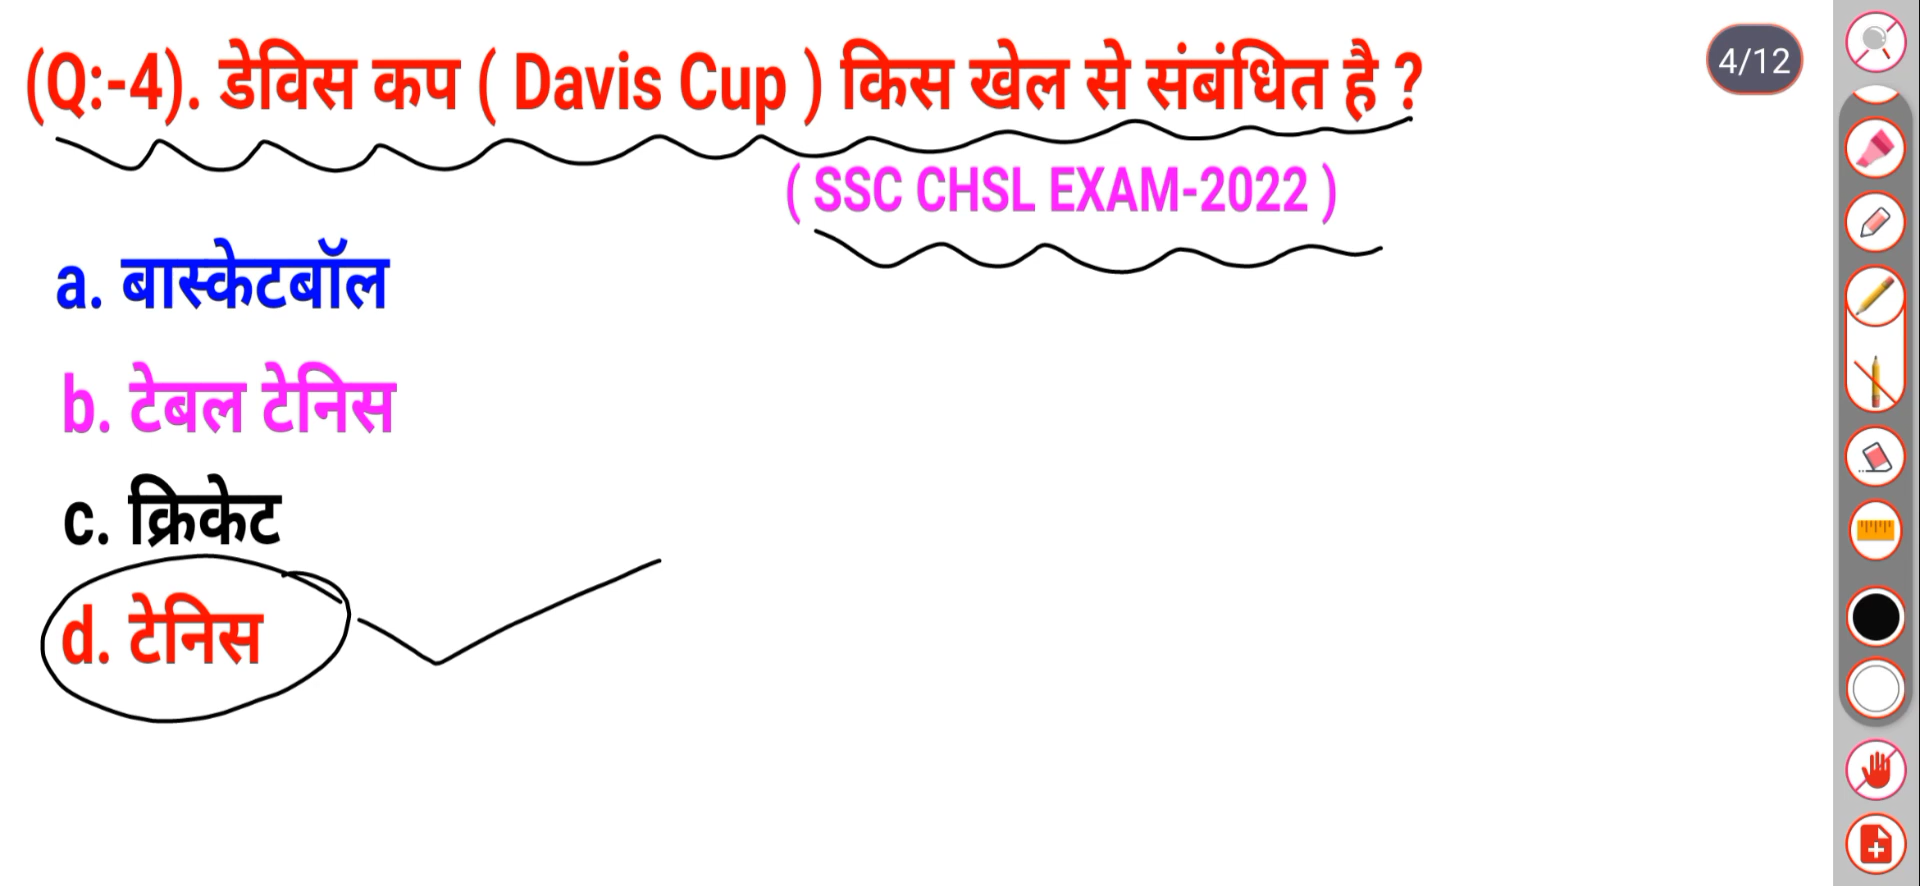 (Q:-4). डेविस कप ( Davis Cup ) किस खेल से संबंधित है ?
4/12
( SSC CHSL EXAM-2022 )
a. बास्केटबॉल
b. टेबल टेनिस
c. क्रिकेट
d. टेनिस